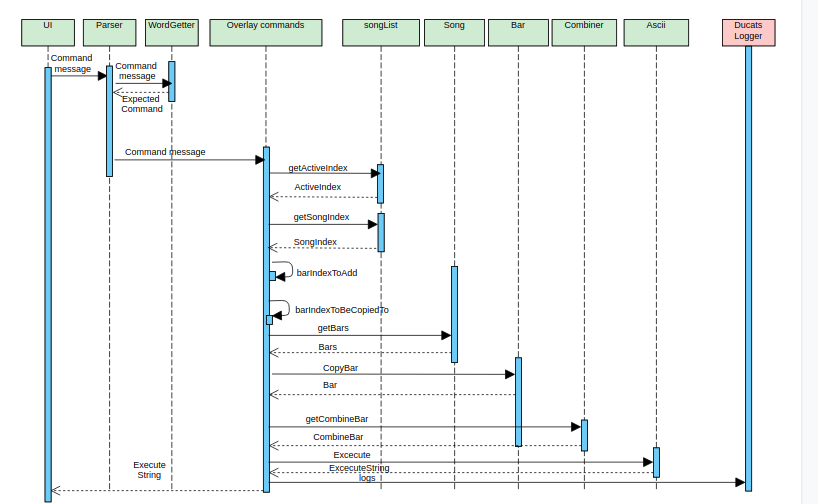 UI
Parser
WordGetter
Overlay commands
songList
Song
Bar
Combiner
Ascii
Ducats
Logger
Command
message
Command
message
Expected
Command
Command message
getActiveIndex
ActiveIndex
getSongIndex
SongIndex
barIndexToAdd
barIndexToBeCopiedTo
getBars
Bars
CopyBar
Bar
getCombineBar
CombineBar
Excecute
ExcecuteString
logs
Execute
String